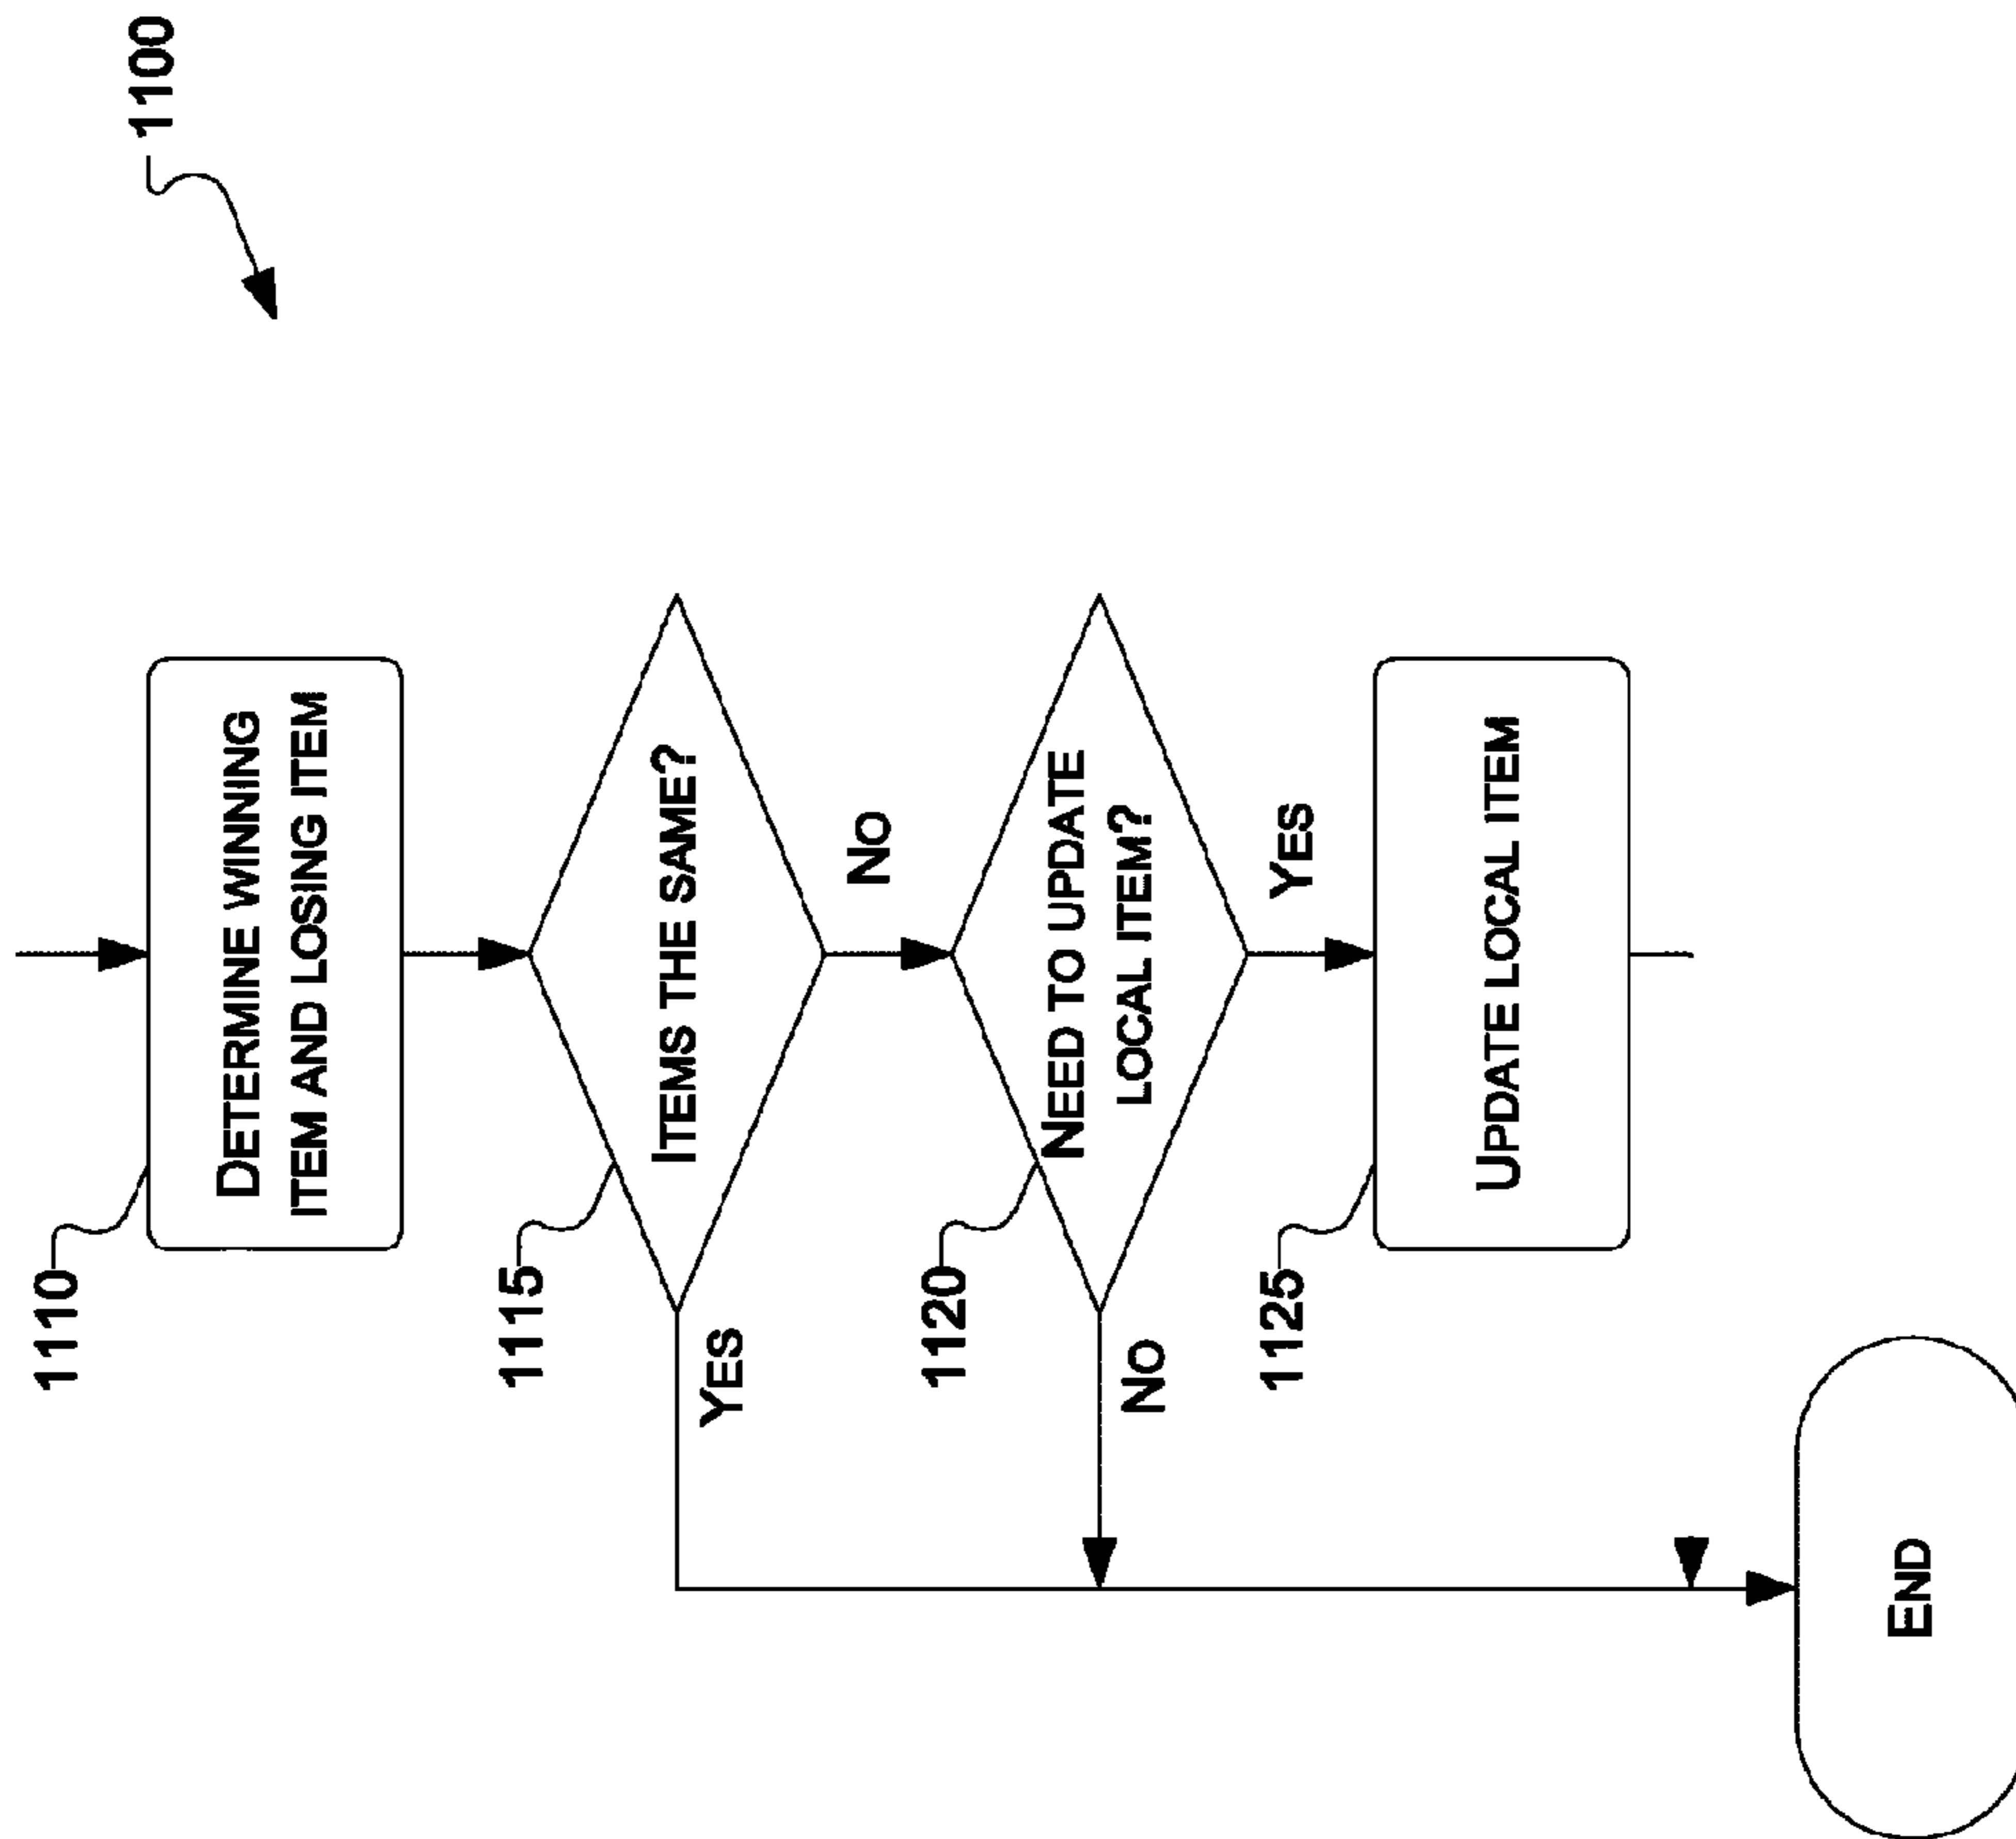 1100
1110
DETERMINE WINNING
ITEM AND LOSING ITEM
1115
ITEMS THE SAME?
YES
NO
1120
NEED TO UPDATE
LOCAL ITEM?
NO
YES
1125
UPDATE LOCAL ITEM
END